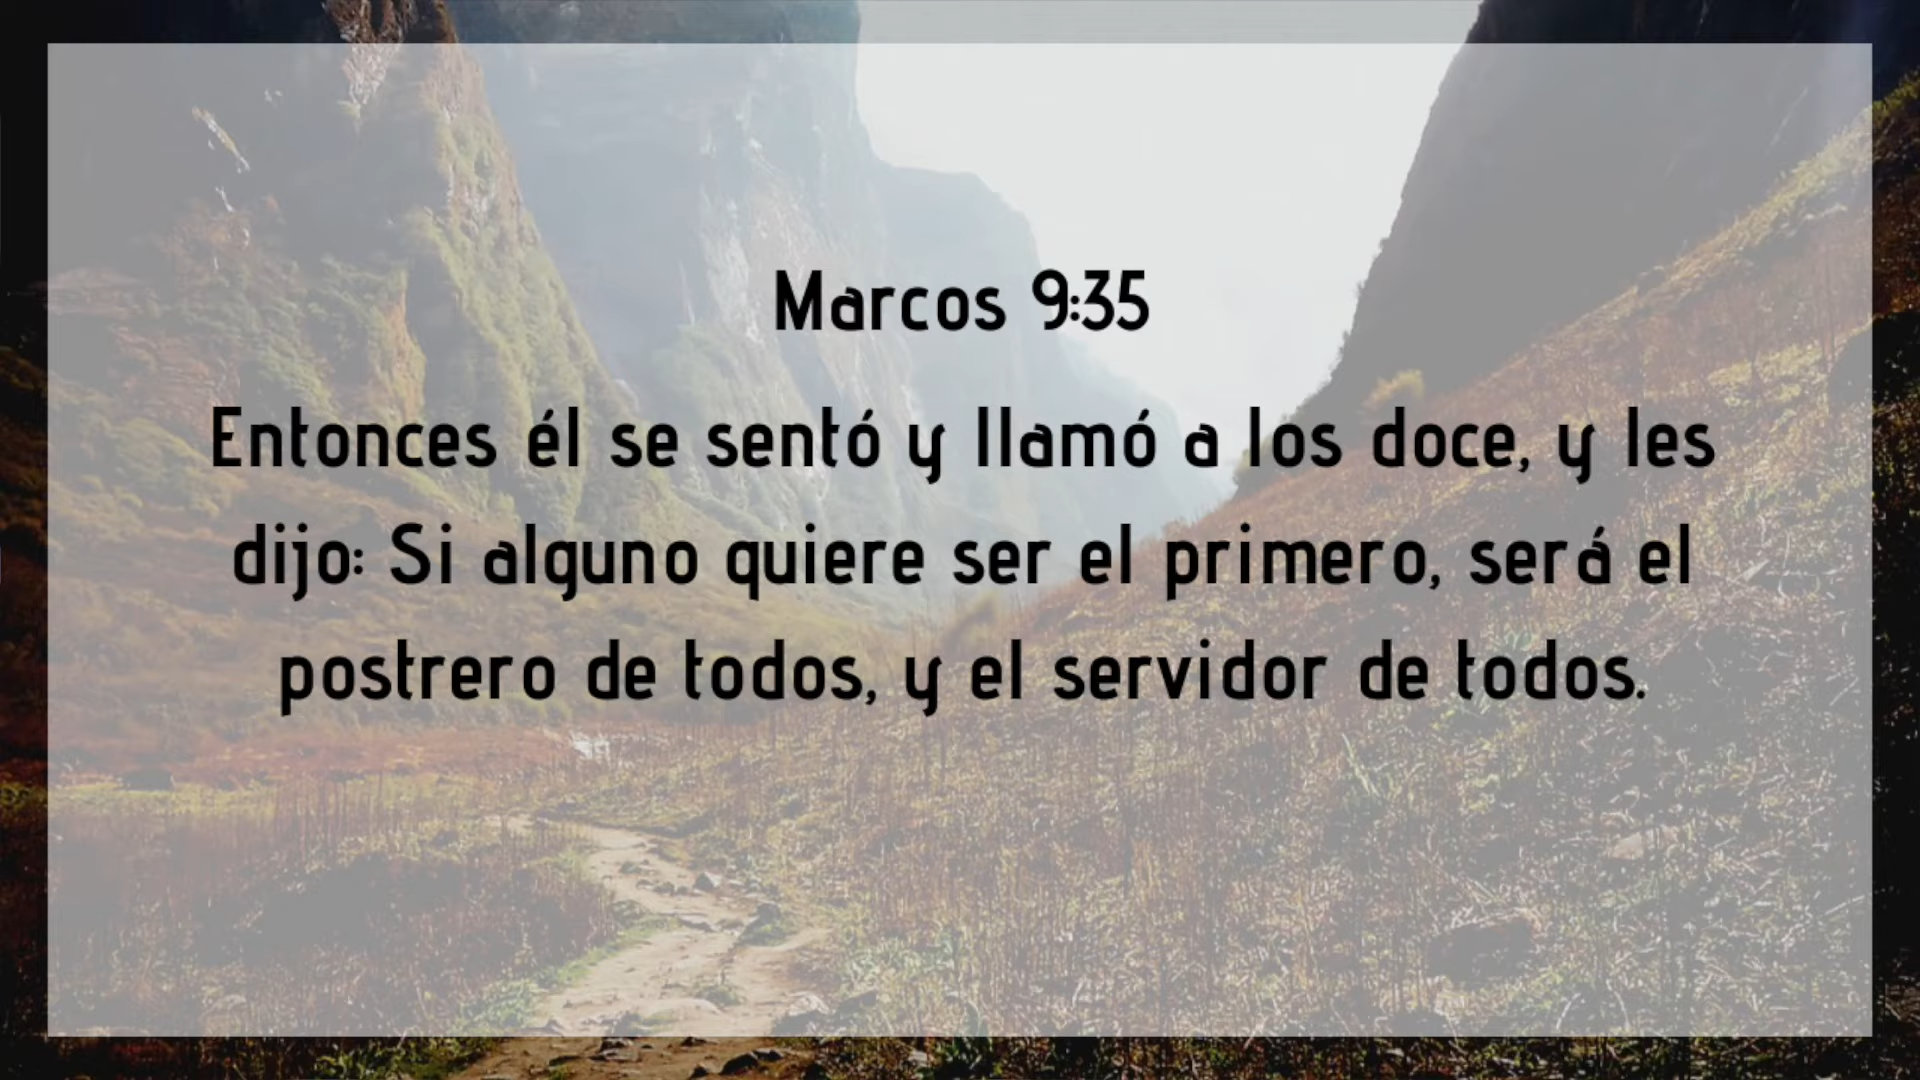 Marcos 9:35
Entonces él se sentó y llamó a los doce, y les
dijo: Si alguno quiere ser el primero, será el
postrero de todos, y el servidor de todos.